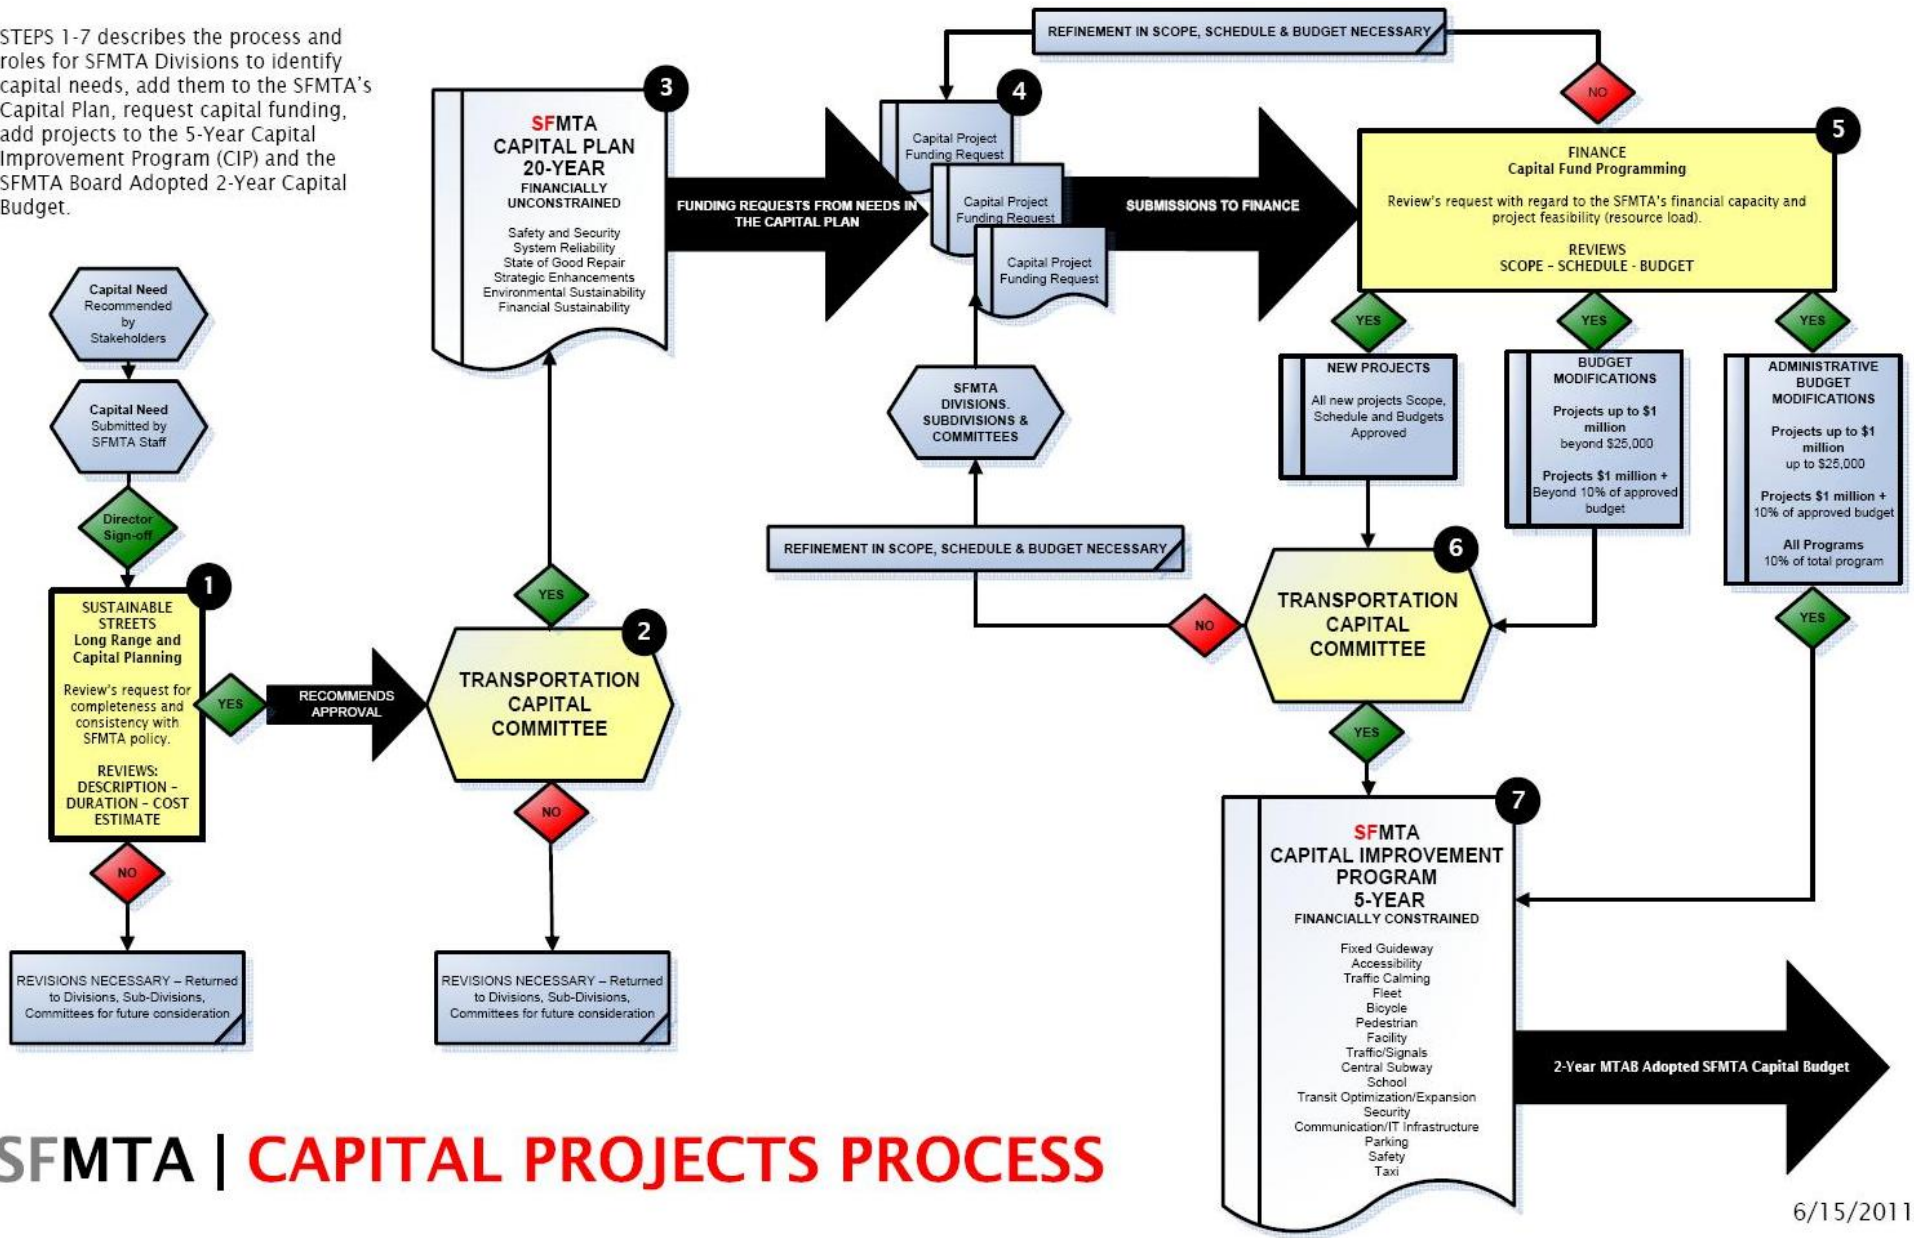 STEPS 1-7 describes the process and
roles for SFMTA Divisions to identify
capital needs, add them to the SFMTA's
Capital Plan, request capital funding,
add projects to the 5-Year Capital
Improvement Program (CIP) and the
SFMTA Board Adopted 2-Year Capital
Budget.
Capital Need
Recommended
by
Stakeholders
Capital Need
Submitted by
SFMTA Staff
Director
Sign-off
1
SUSTAINABLE
STREETS
Long Range and
Capital Planning
Review's request for
completeness and
consistency with
SFMTA policy.
REVIEWS:
DESCRIPTION –
DURATION – COST
ESTIMATE
NO
REVISIONS NECESSARY – Returned
to Divisions, Sub-Divisions,
Committees for future consideration
YES
RECOMMENDS
APPROVAL
2
TRANSPORTATION
CAPITAL
COMMITTEE
NO
REVISIONS NECESSARY – Returned
to Divisions, Sub-Divisions,
Committees for future consideration
YES
3
SFMTA
CAPITAL PLAN
20-YEAR
FINANCIALLY
UNCONSTRAINED
Safety and Security
System Reliability
State of Good Repair
Strategic Enhancements
Environmental Sustainability
Financial Sustainability
FUNDING REQUESTS FROM NEEDS IN
THE CAPITAL PLAN
4
Capital Project
Funding Request
Capital Project
Funding Request
Capital Project
Funding Request
SUBMISSIONS TO FINANCE
REFINEMENT IN SCOPE, SCHEDULE & BUDGET NECESSARY
NO
5
FINANCE
Capital Fund Programming
Review's request with regard to the SFMTA's financial capacity and
project feasibility (resource load).
REVIEWS
SCOPE – SCHEDULE - BUDGET
YES
YES
YES
NEW PROJECTS
All new projects Scope,
Schedule and Budgets
Approved
BUDGET
MODIFICATIONS
Projects up to $1
million
beyond $25,000
Projects $1 million +
Beyond 10% of approved
budget
ADMINISTRATIVE
BUDGET
MODIFICATIONS
Projects up to $1
million
up to $25,000
Projects $1 million +
10% of approved budget
All Programs
10% of total program
YES
SFMTA
DIVISIONS.
SUBDIVISIONS &
COMMITTEES
REFINEMENT IN SCOPE, SCHEDULE & BUDGET NECESSARY
NO
6
TRANSPORTATION
CAPITAL
COMMITTEE
YES
7
SFMTA
CAPITAL IMPROVEMENT
PROGRAM
5-YEAR
FINANCIALLY CONSTRAINED
Fixed Guideway
Accessibility
Traffic Calming
Fleet
Bicycle
Pedestrian
Facility
Traffic/Signals
Central Subway
School
Transit Optimization/Expansion
Security
Communication/IT Infrastructure
Parking
Safety
Taxi
2-Year MTAB Adopted SFMTA Capital Budget
SFMTA | CAPITAL PROJECTS PROCESS
6/15/2011